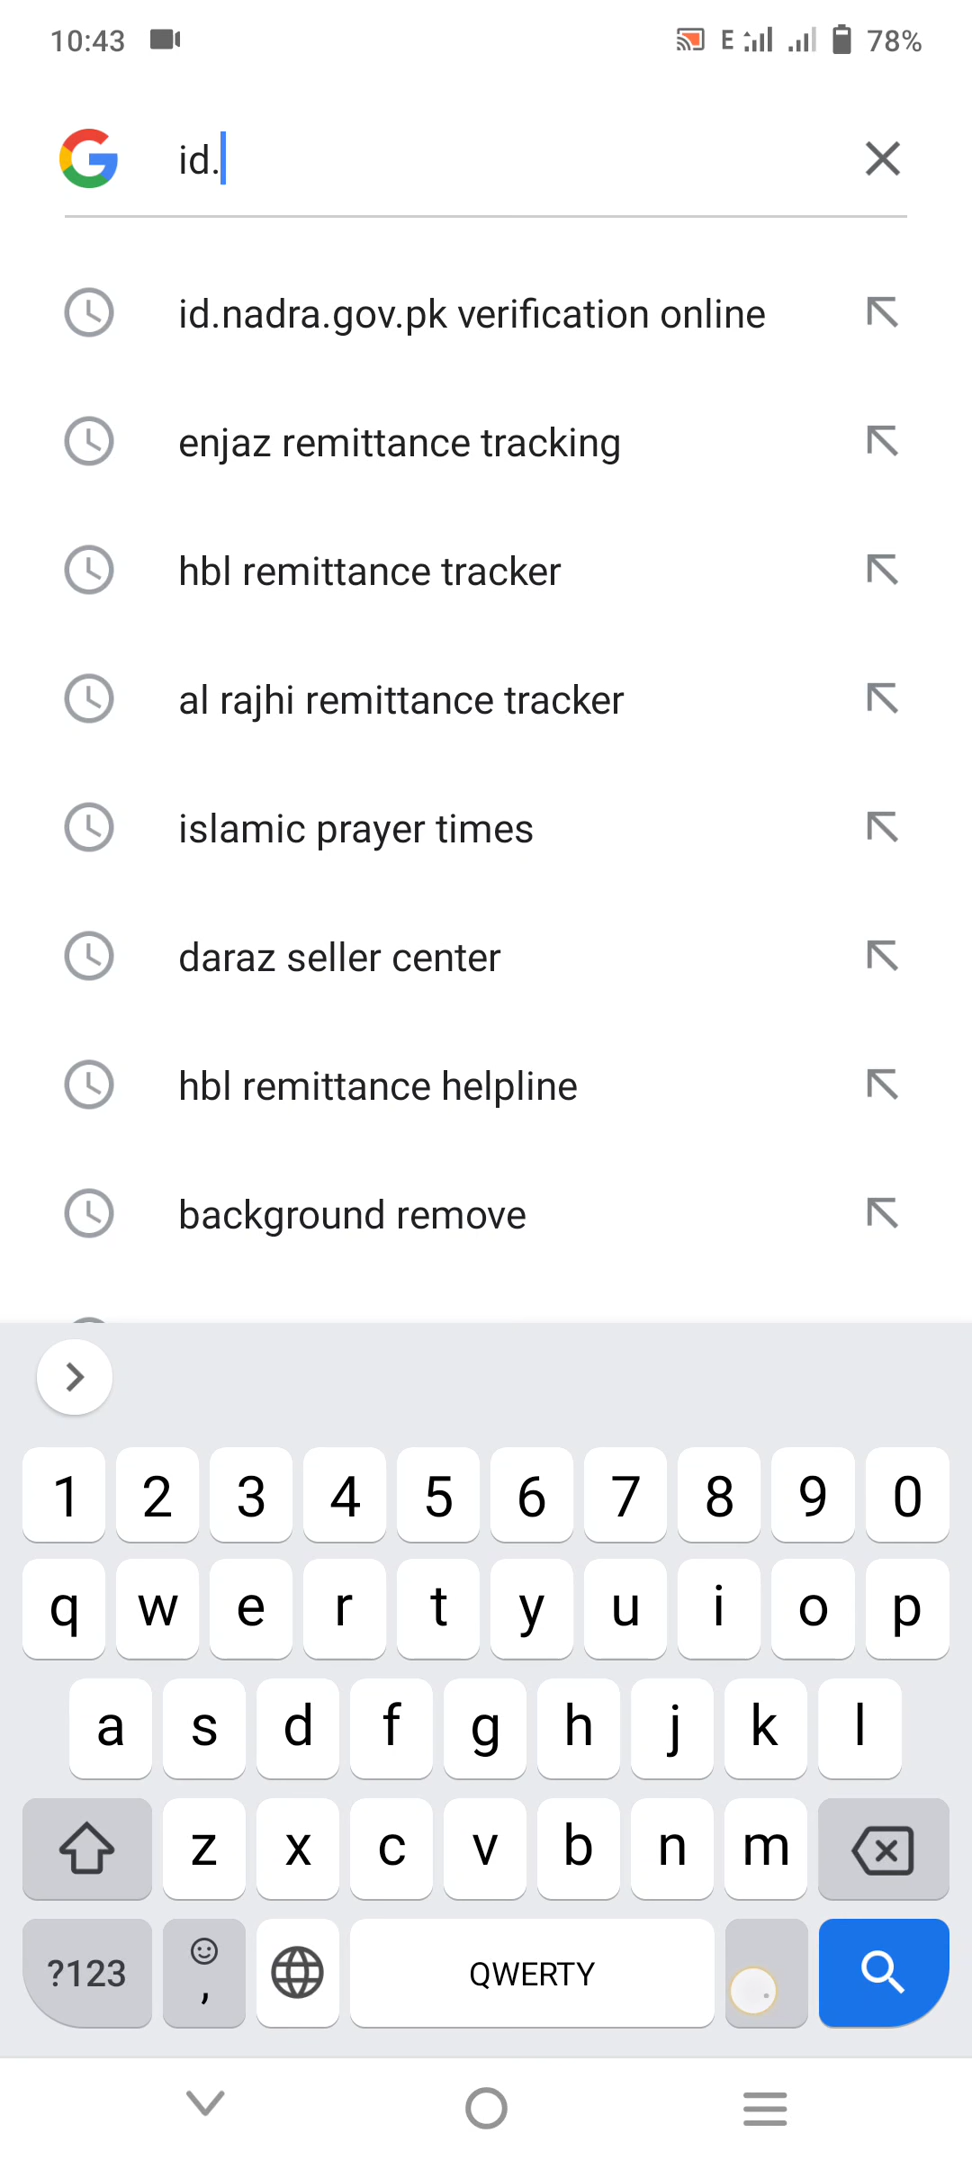 10:43
E 78%
id.
id.nadra.gov.pk verification online
enjaz remittance tracking
hbl remittance tracker
al rajhi remittance tracker
islamic prayer times
daraz seller center
hbl remittance helpline
background remove
1 2 3 4 5 6 7 8 9 0
q w e r t y u i o p
a s d f g h j k l
z x c v b n m
?123 , QWERTY .